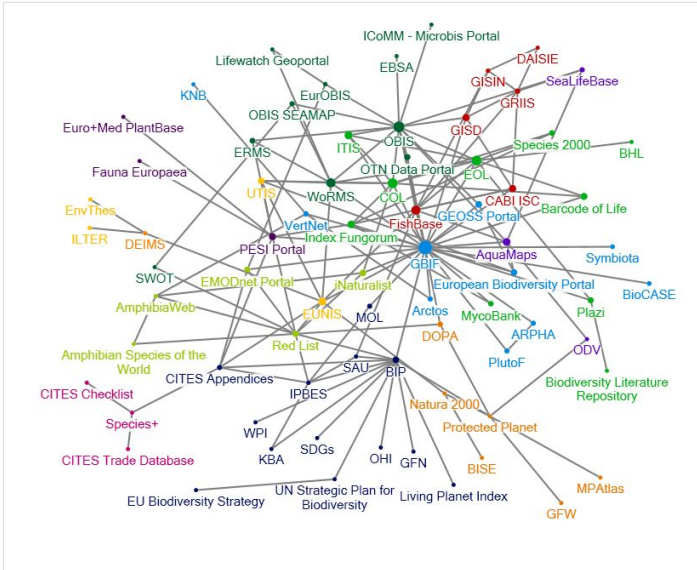 ICoMM - Microbis Portal
Lifewatch Geoportal
EBSA
DAISIE
GISIN
SeaLifeBase
KNB
EurOBIS
GRIIS
OBIS SEAMAP
Euro+Med PlantBase
GISD
OBIS
ITIS
Species 2000
BHL
ERMS
Fauna Europaea
OTN Data Portal
EOL
UTIS
WoRMS
COL
CABI ISC
Barcode of Life
EnvThes
VertNet
FishBase
GEOSS Portal
ILTER
DEIMS
Index Fungorum
PESI Portal
AquaMaps
GBIF
Symbiota
SWOT
EMODnet Portal
iNaturalist
European Biodiversity Portal
BioCASE
AmphibiaWeb
EUNIS
MOL
Arctos
MycoBank
Plazi
DOPA
ARPHA
Red List
Amphibian Species of the
World
SAU
BIP
PlutoF
ODV
CITES Appendices
IPBES
Biodiversity Literature
Repository
CITES Checklist
Natura 2000
Species+
Protected Planet
WPI
SDGs
KBA
OHI
GFN
BISE
CITES Trade Database
MPAtlas
EU Biodiversity Strategy
UN Strategic Plan for
Biodiversity
Living Planet Index
GFW